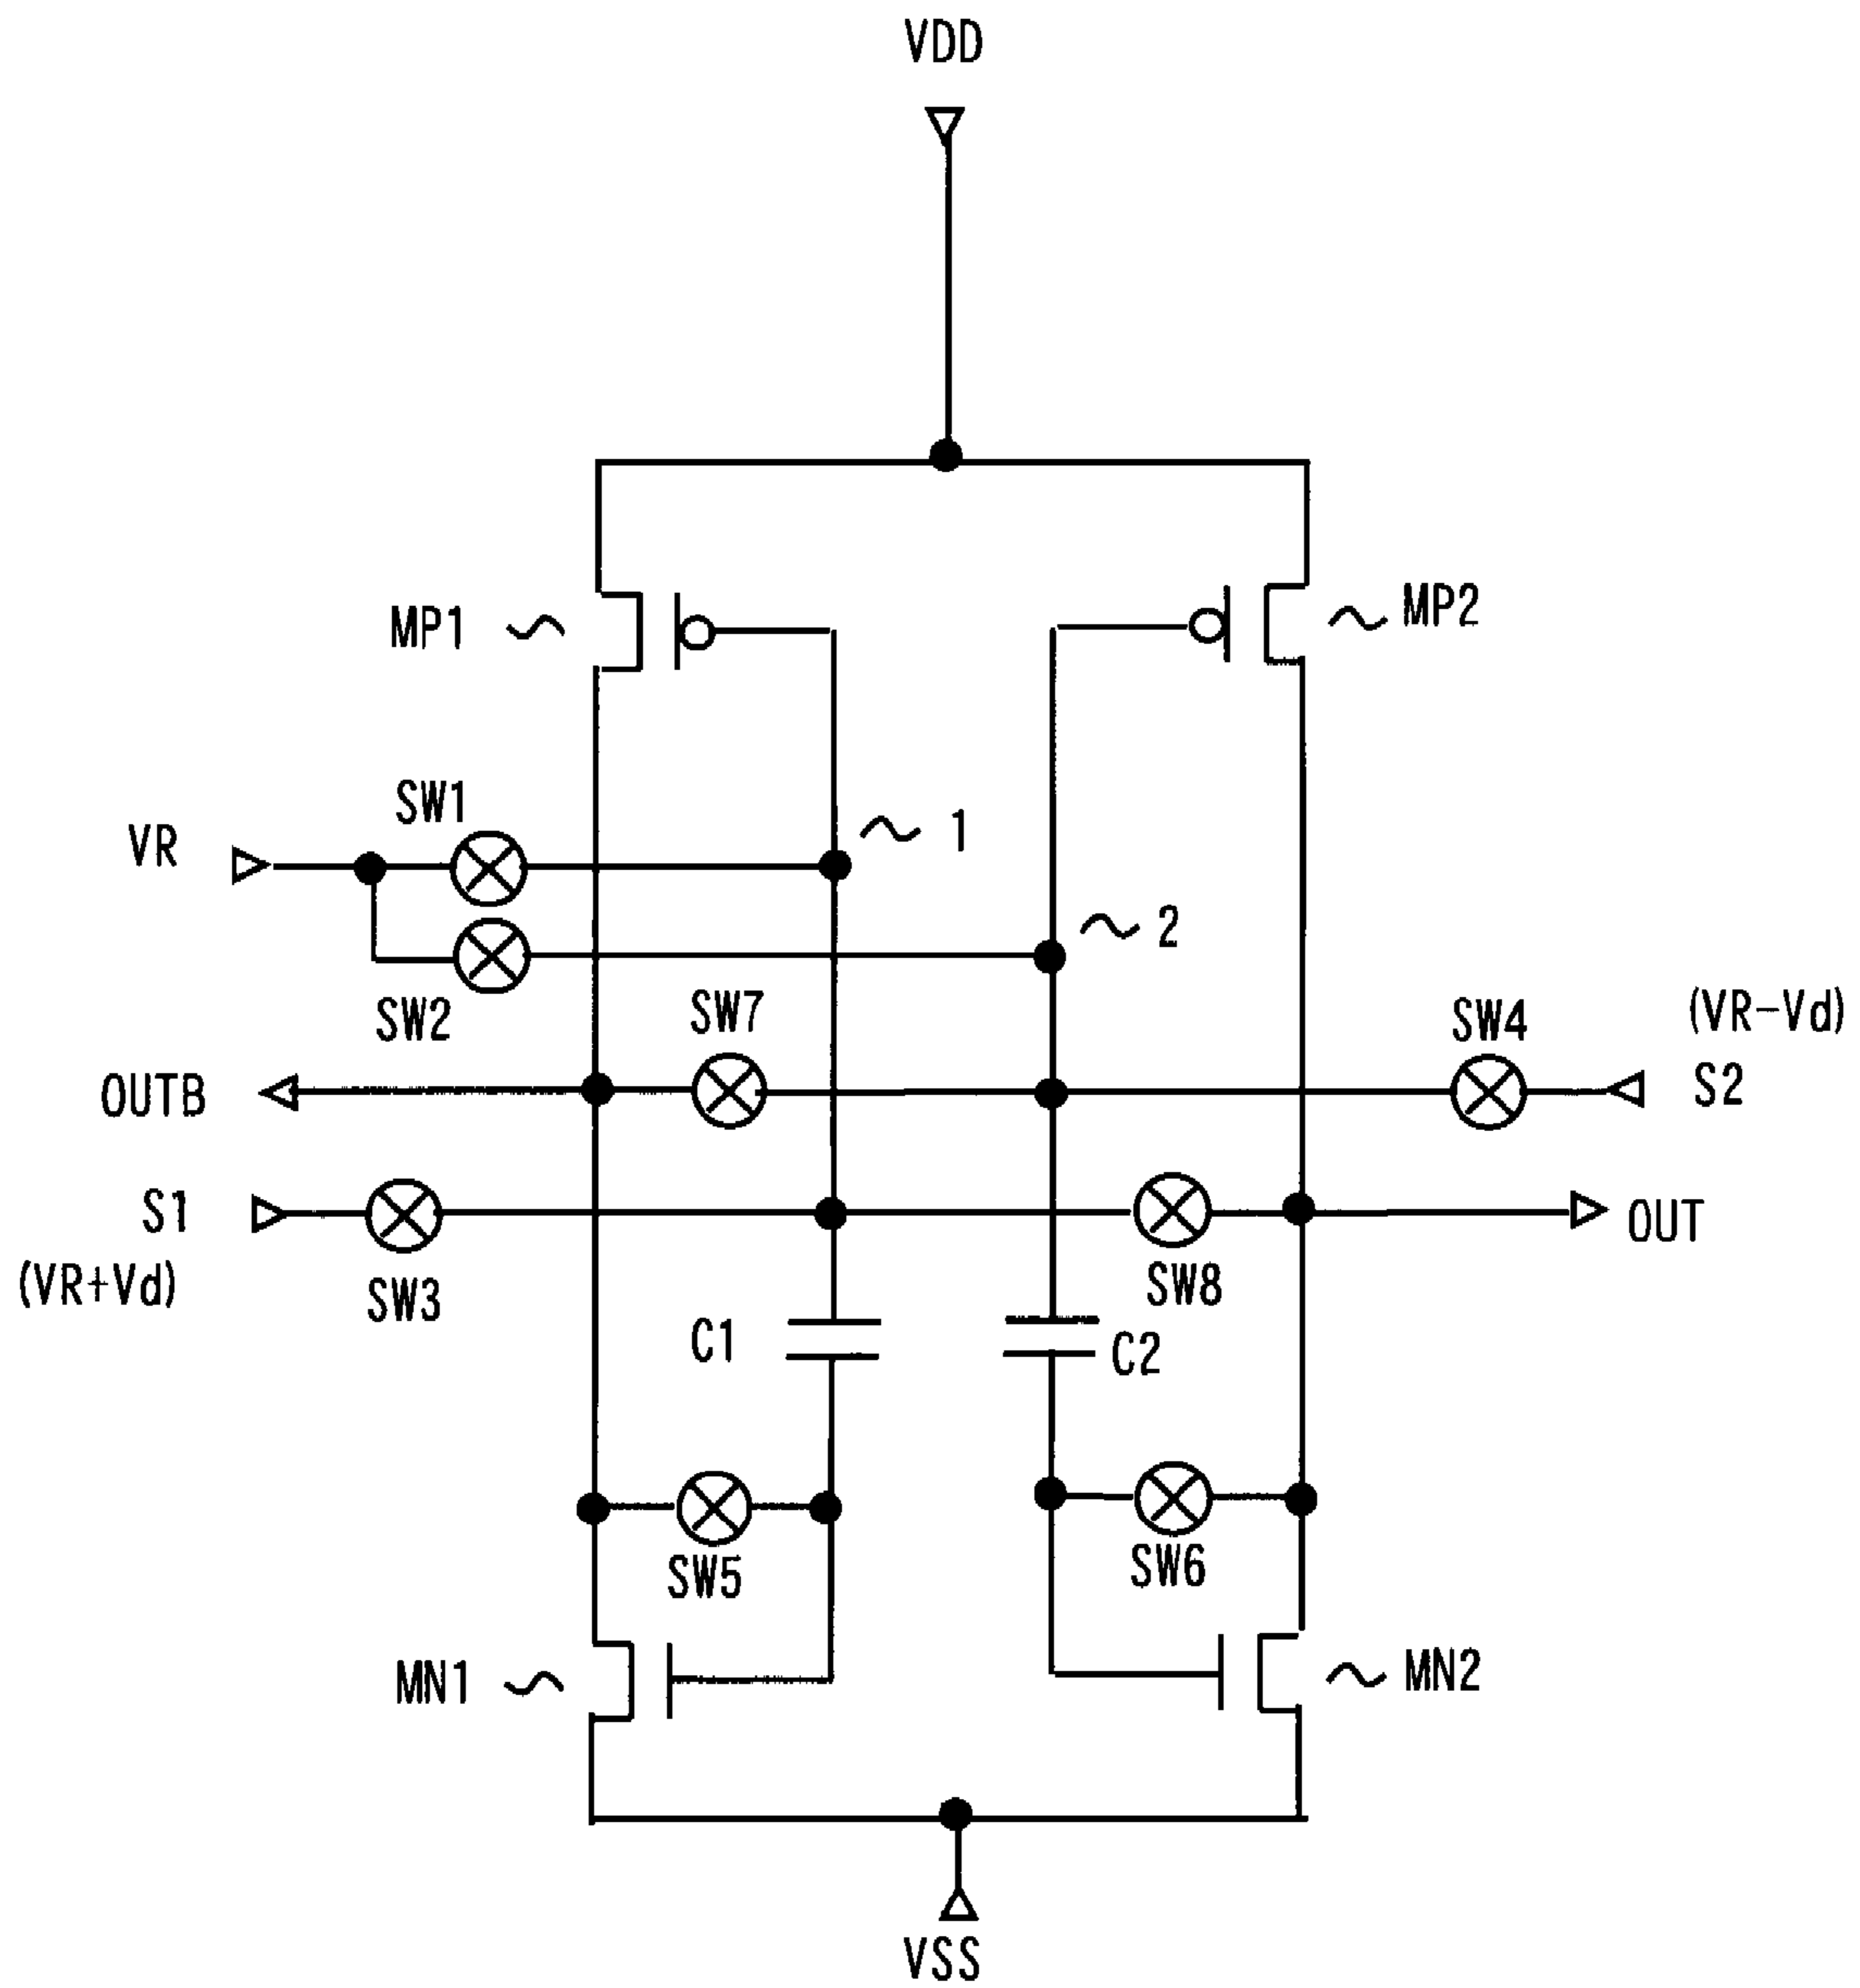 VDD
MP1
MP2
SW1
VR
1
2
SW2
SW7
SW4
(VR-Vd)
OUTB
S2
S1
OUT
(VR+Vd)
SW3
SW8
C1
C2
SW5
SW6
MN1
MN2
VSS